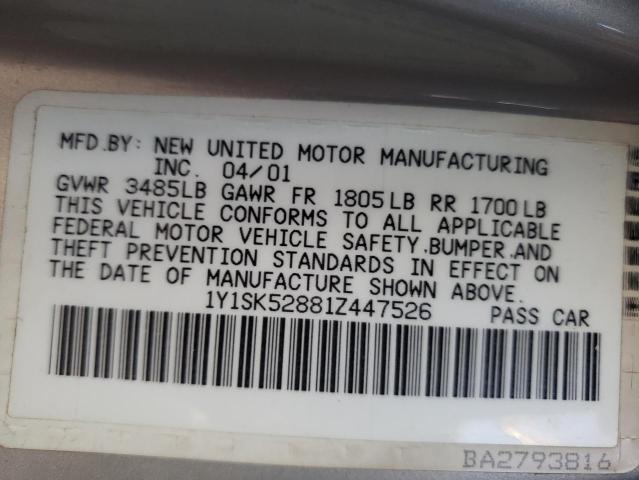 MFD.BY: NEW UNITED MOTOR MANUFACTURING
INC. 04/01
GVWR 3485LB GAWR FR 1805LB RR 1700LB
THIS VEHICLE CONFORMS TO ALL APPLICABLE
FEDERAL MOTOR VEHICLE SAFETY.BUMPER.AND
THEFT PREVENTION STANDARDS IN EFFECT ON
THE DATE OF MANUFACTURE SHOWN ABOVE.
1Y1SK52881Z447526 PASS CAR
BA2793816